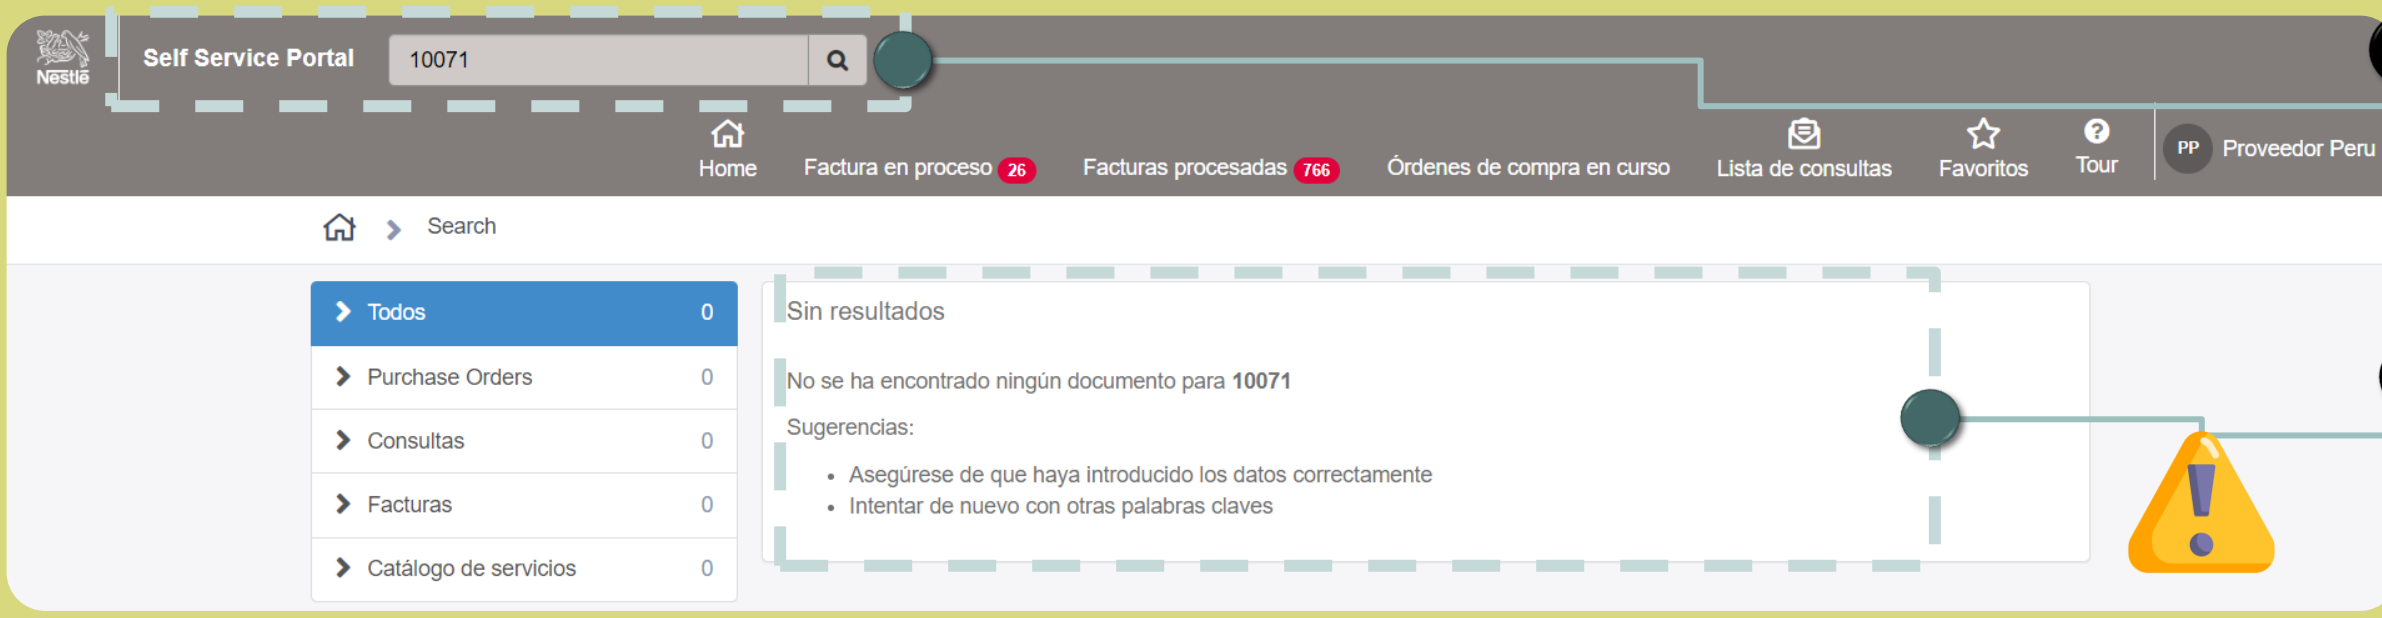 Nestlé
Self Service Portal
10071
Home
Factura en proceso 26
Facturas procesadas 766
Órdenes de compra en curso
Lista de consultas
Favoritos
?
Tour
PP
Proveedor Peru
Search
Todos 0
Purchase Orders 0
Consultas 0
Facturas 0
Catálogo de servicios 0
Sin resultados
No se ha encontrado ningún documento para 10071
Sugerencias:
• Asegúrese de que haya introducido los datos correctamente
• Intentar de nuevo con otras palabras claves